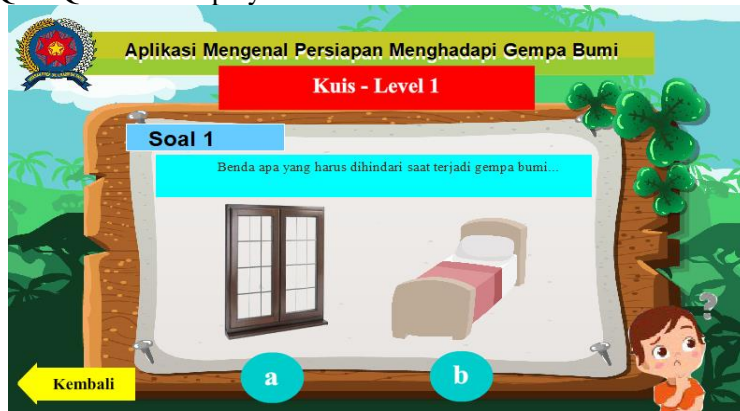 Aplikasi Mengenal Persiapan Menghadapi Gempa Bumi
Kuis - Level 1
Soal 1
Benda apa yang harus dihindari saat terjadi gempa bumi...
a
b
Kembali
?